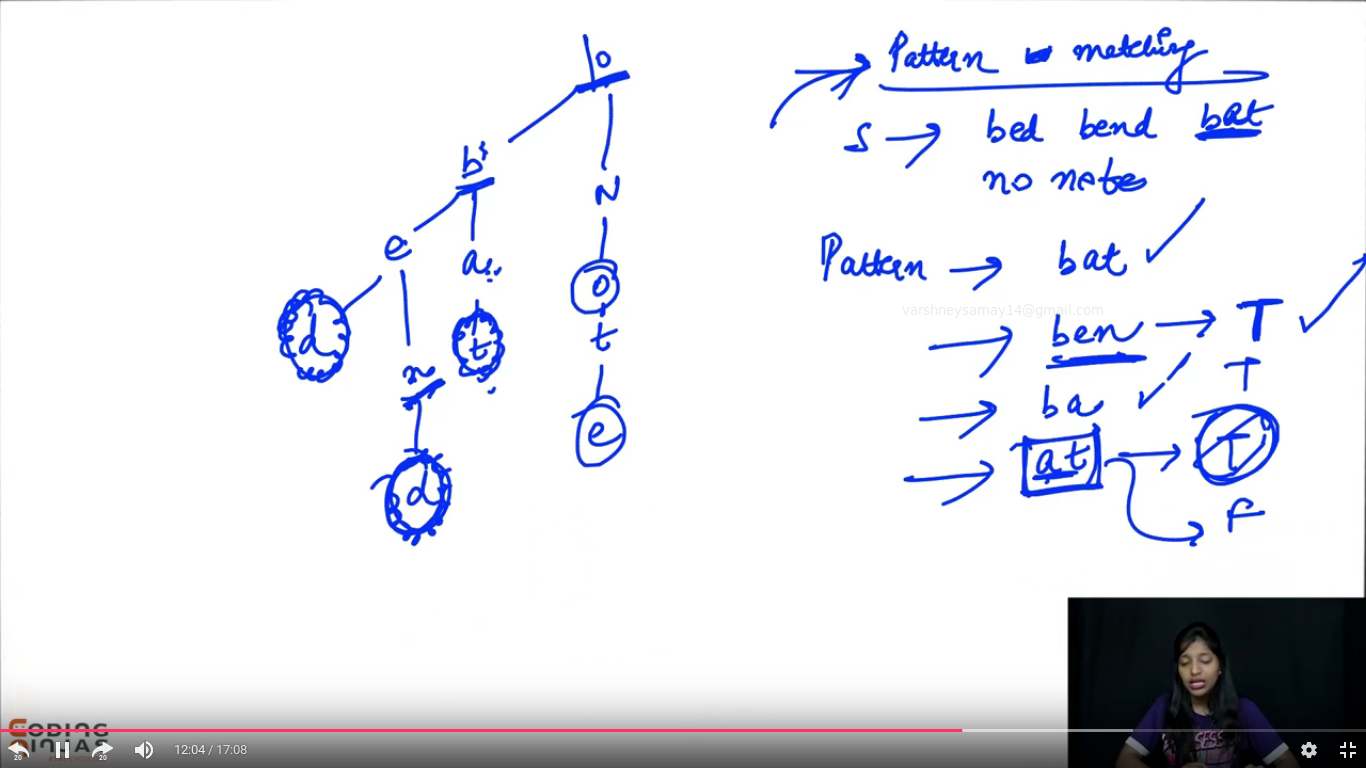 \0
Pattern matching
S → bed bend bat
no note
b
N
e
a
Pattern → bat
o
d
varshneysamay14@gmail.com
→ ben → T
t
t
T
n
→ ba
e
→ at → T
d
F
CODING
NINJAS
20
20
12:04 / 17:08